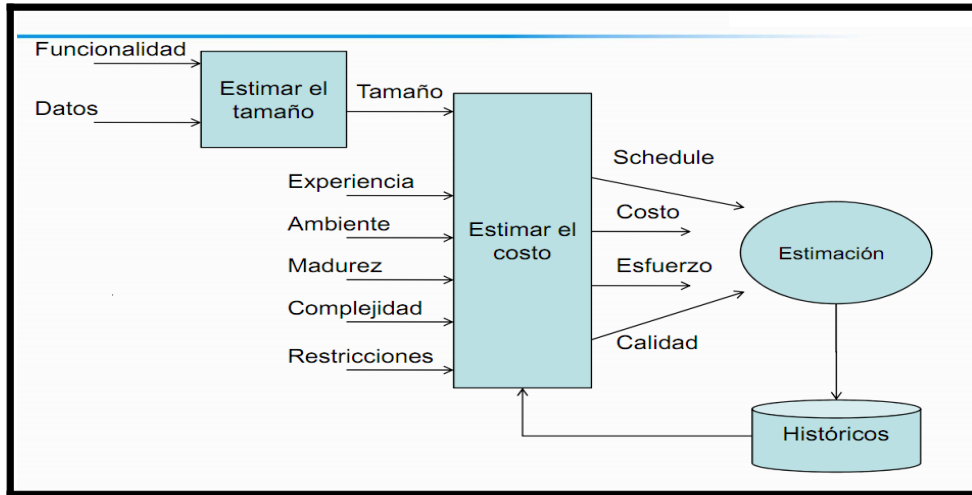 Funcionalidad
Datos
Estimar el
tamaño
Tamaño
Experiencia
Ambiente
Madurez
Complejidad
Restricciones
Estimar el
costo
Schedule
Costo
Esfuerzo
Calidad
Estimación
Históricos